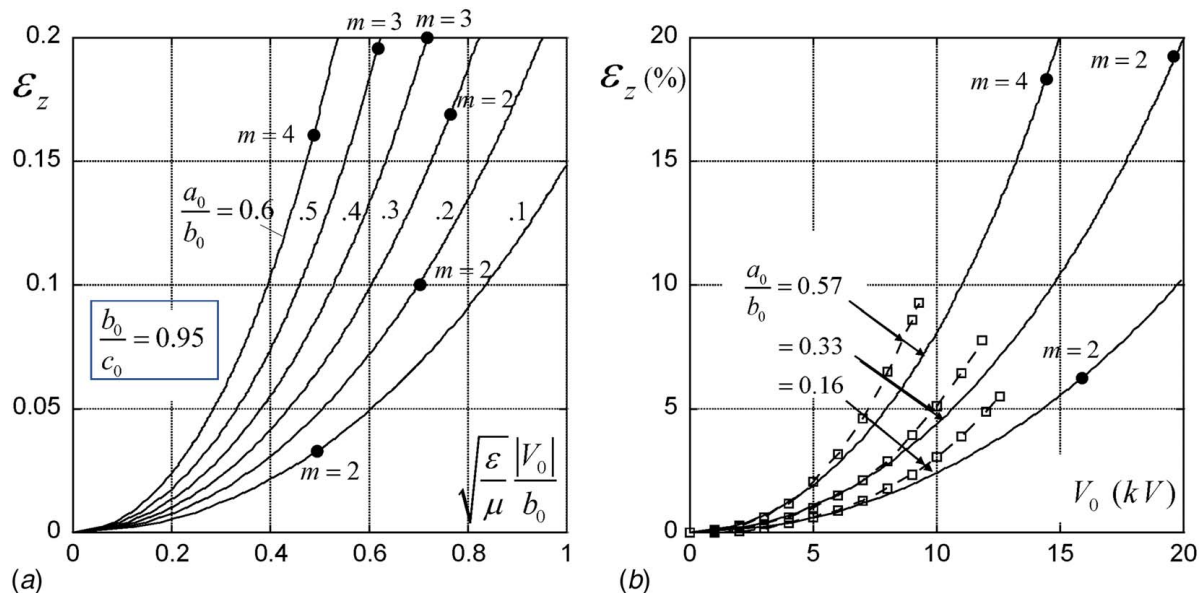 0.2
ε_z
m = 3
m = 3
m = 2
m = 4
0.15
a_0/b_0 = 0.6
.5
.4
.3
.2
.1
m = 2
0.1
b_0/c_0 = 0.95
0.05
m = 2
√(ε/μ) |V_0|/b_0
0
0 0.2 0.4 0.6 0.8 1
(a)
20
ε_z (%)
m = 2
m = 4
15
10
a_0/b_0 = 0.57
= 0.33
= 0.16
m = 2
5
V_0 (kV)
0
0 5 10 15 20
(b)